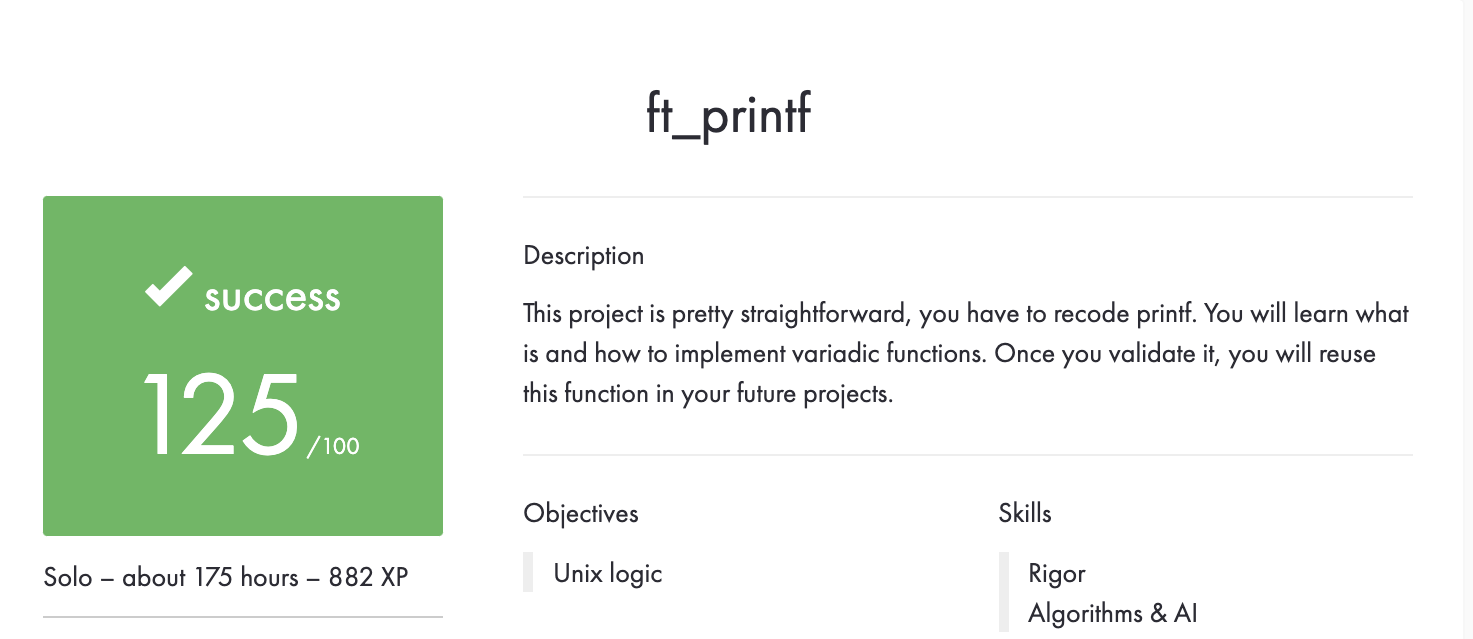 ft_printf
success
125/100
Solo – about 175 hours – 882 XP
Description
This project is pretty straightforward, you have to recode printf. You will learn what
is and how to implement variadic functions. Once you validate it, you will reuse
this function in your future projects.
Objectives
Unix logic
Skills
Rigor
Algorithms & AI